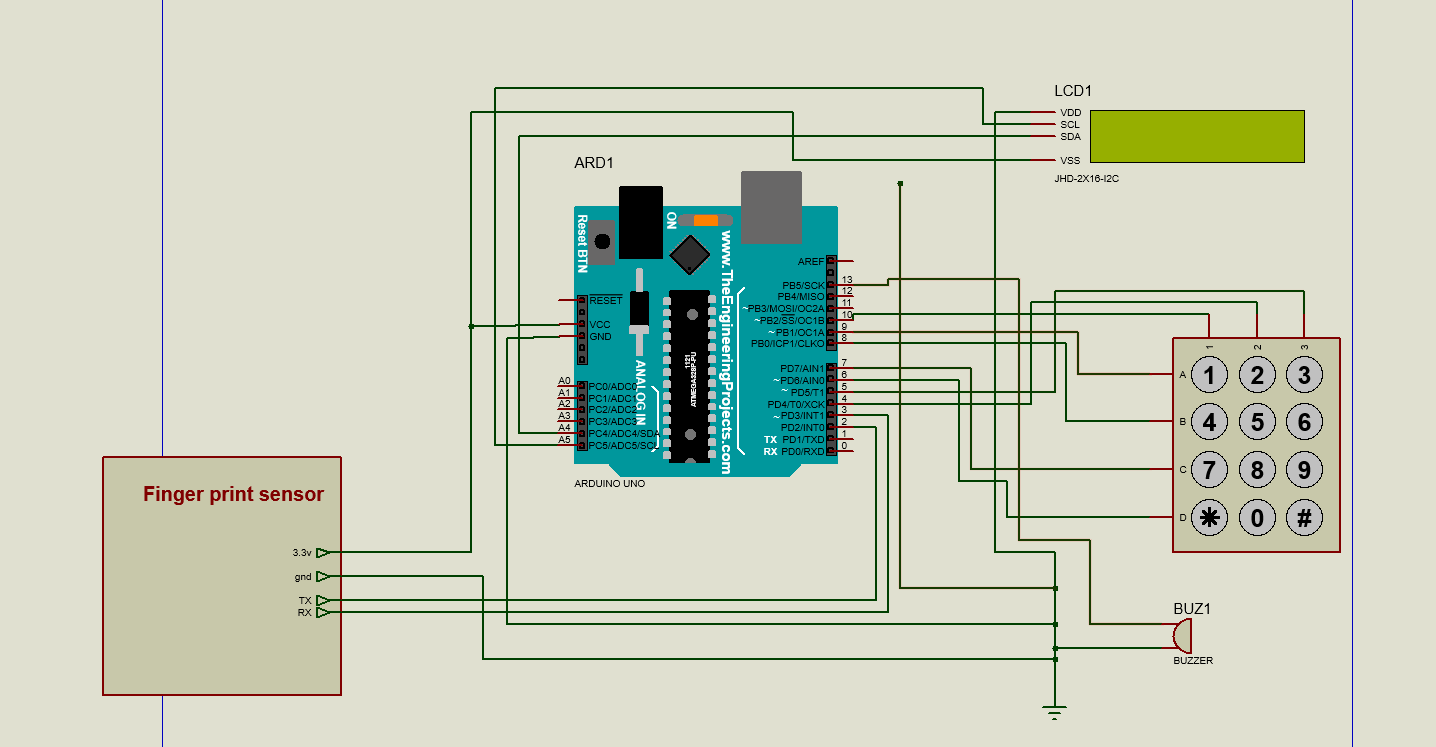 LCD1
VDD
SCL
SDA
VSS
JHD-2X16-I2C
ARD1
Reset BTN
ON
www.TheEngineeringProjects.com
ANALOG IN
ATMEGA328P-PU
1121
RESET
VCC
GND
A0 PC0/ADC0
A1 PC1/ADC1
A2 PC2/ADC2
A3 PC3/ADC3
A4 PC4/ADC4/SDA
A5 PC5/ADC5/SCL
AREF
PB5/SCK 13
PB4/MISO 12
~PB3/MOSI/OC2A 11
~PB2/SS/OC1B 10
~PB1/OC1A 9
PB0/ICP1/CLKO 8
PD7/AIN1 7
~PD6/AIN0 6
~PD5/T1 5
PD4/T0/XCK 4
~PD3/INT1 3
PD2/INT0 2
TX PD1/TXD 1
RX PD0/RXD 0
ARDUINO UNO
1 2 3
A 1 2 3
B 4 5 6
C 7 8 9
D * 0 #
Finger print sensor
3.3v
gnd
TX
RX
BUZ1
BUZZER